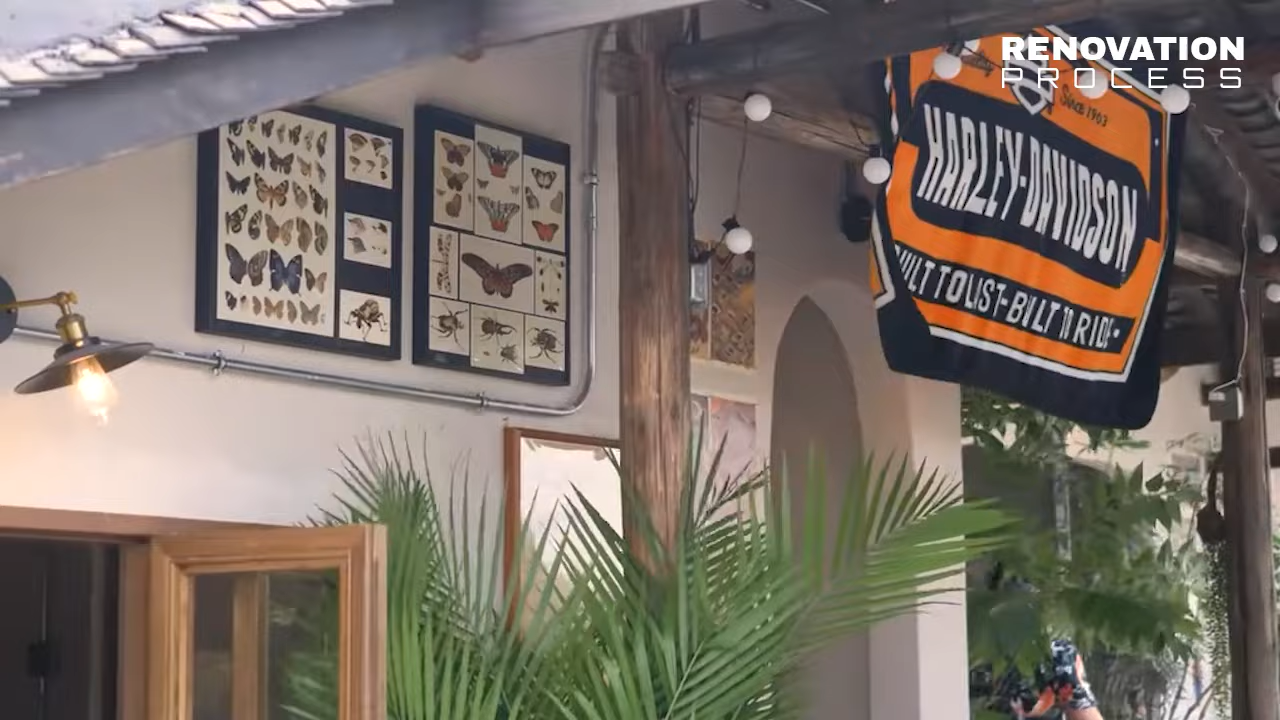 RENOVATION
PROCESS
Since 1903
HARLEY-DAVIDSON
BUILT TO LIST-BUILT TO RIDE